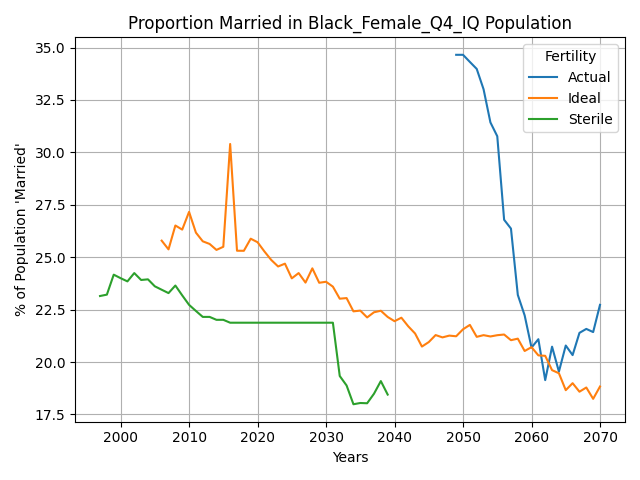 Proportion Married in Black_Female_Q4_IQ Population
% of Population 'Married'
35.0
32.5
30.0
27.5
25.0
22.5
20.0
17.5
Fertility
Actual
Ideal
Sterile
2000 2010 2020 2030 2040 2050 2060 2070
Years